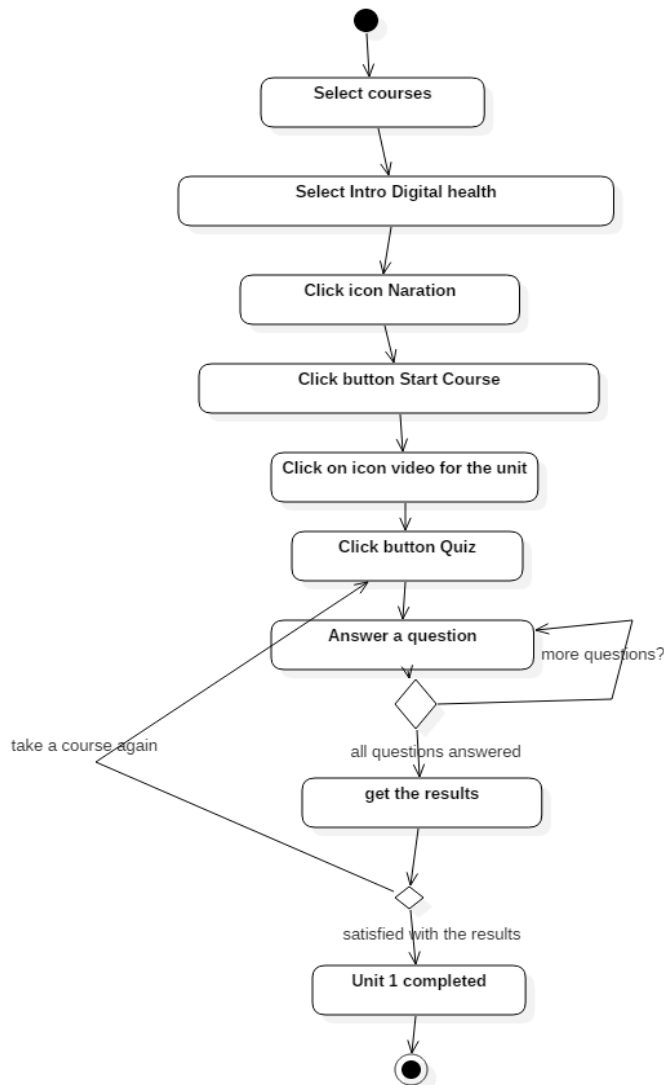 Select courses
Select Intro Digital health
Click icon Naration
Click button Start Course
Click on icon video for the unit
Click button Quiz
Answer a question
more questions?
take a course again
all questions answered
get the results
satisfied with the results
Unit 1 completed